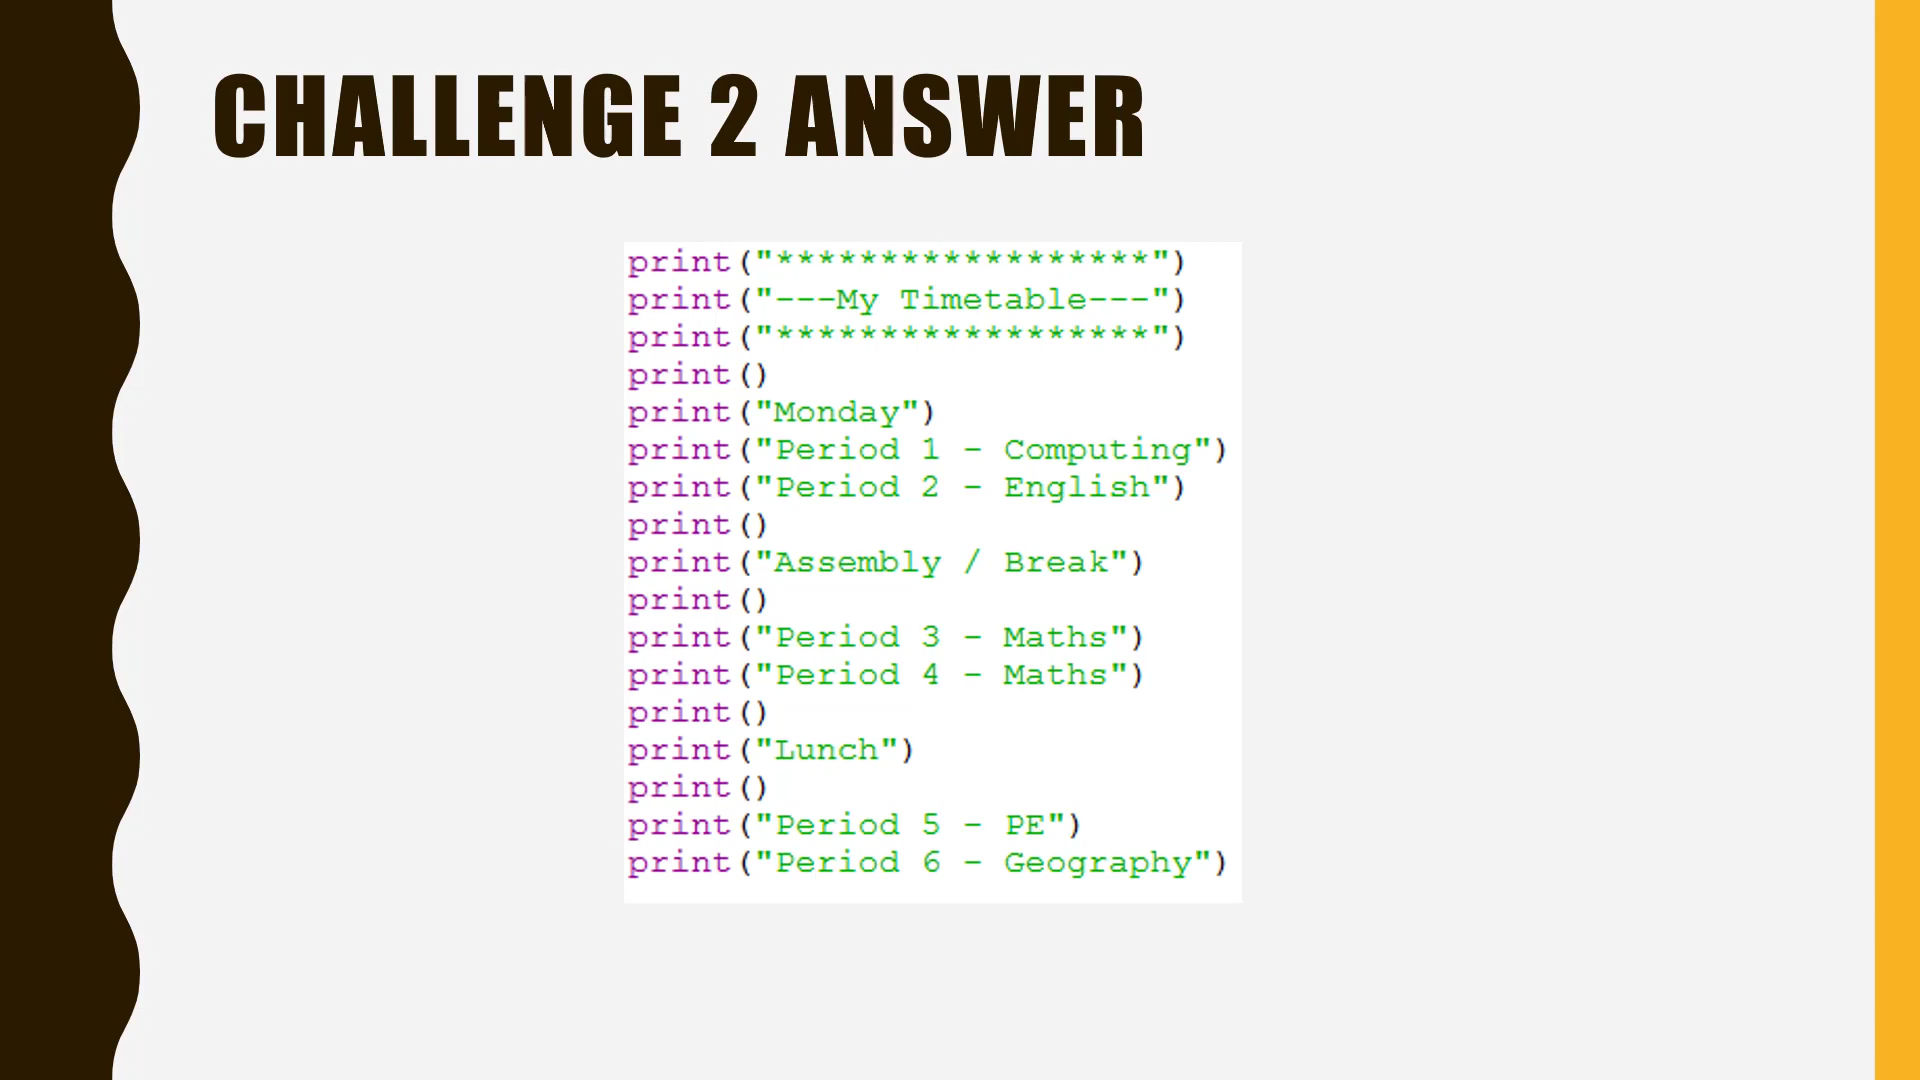 CHALLENGE 2 ANSWER
print("******************")
print("---My Timetable---")
print("******************")
print()
print("Monday")
print("Period 1 - Computing")
print("Period 2 - English")
print()
print("Assembly / Break")
print()
print("Period 3 - Maths")
print("Period 4 - Maths")
print()
print("Lunch")
print()
print("Period 5 - PE")
print("Period 6 - Geography")